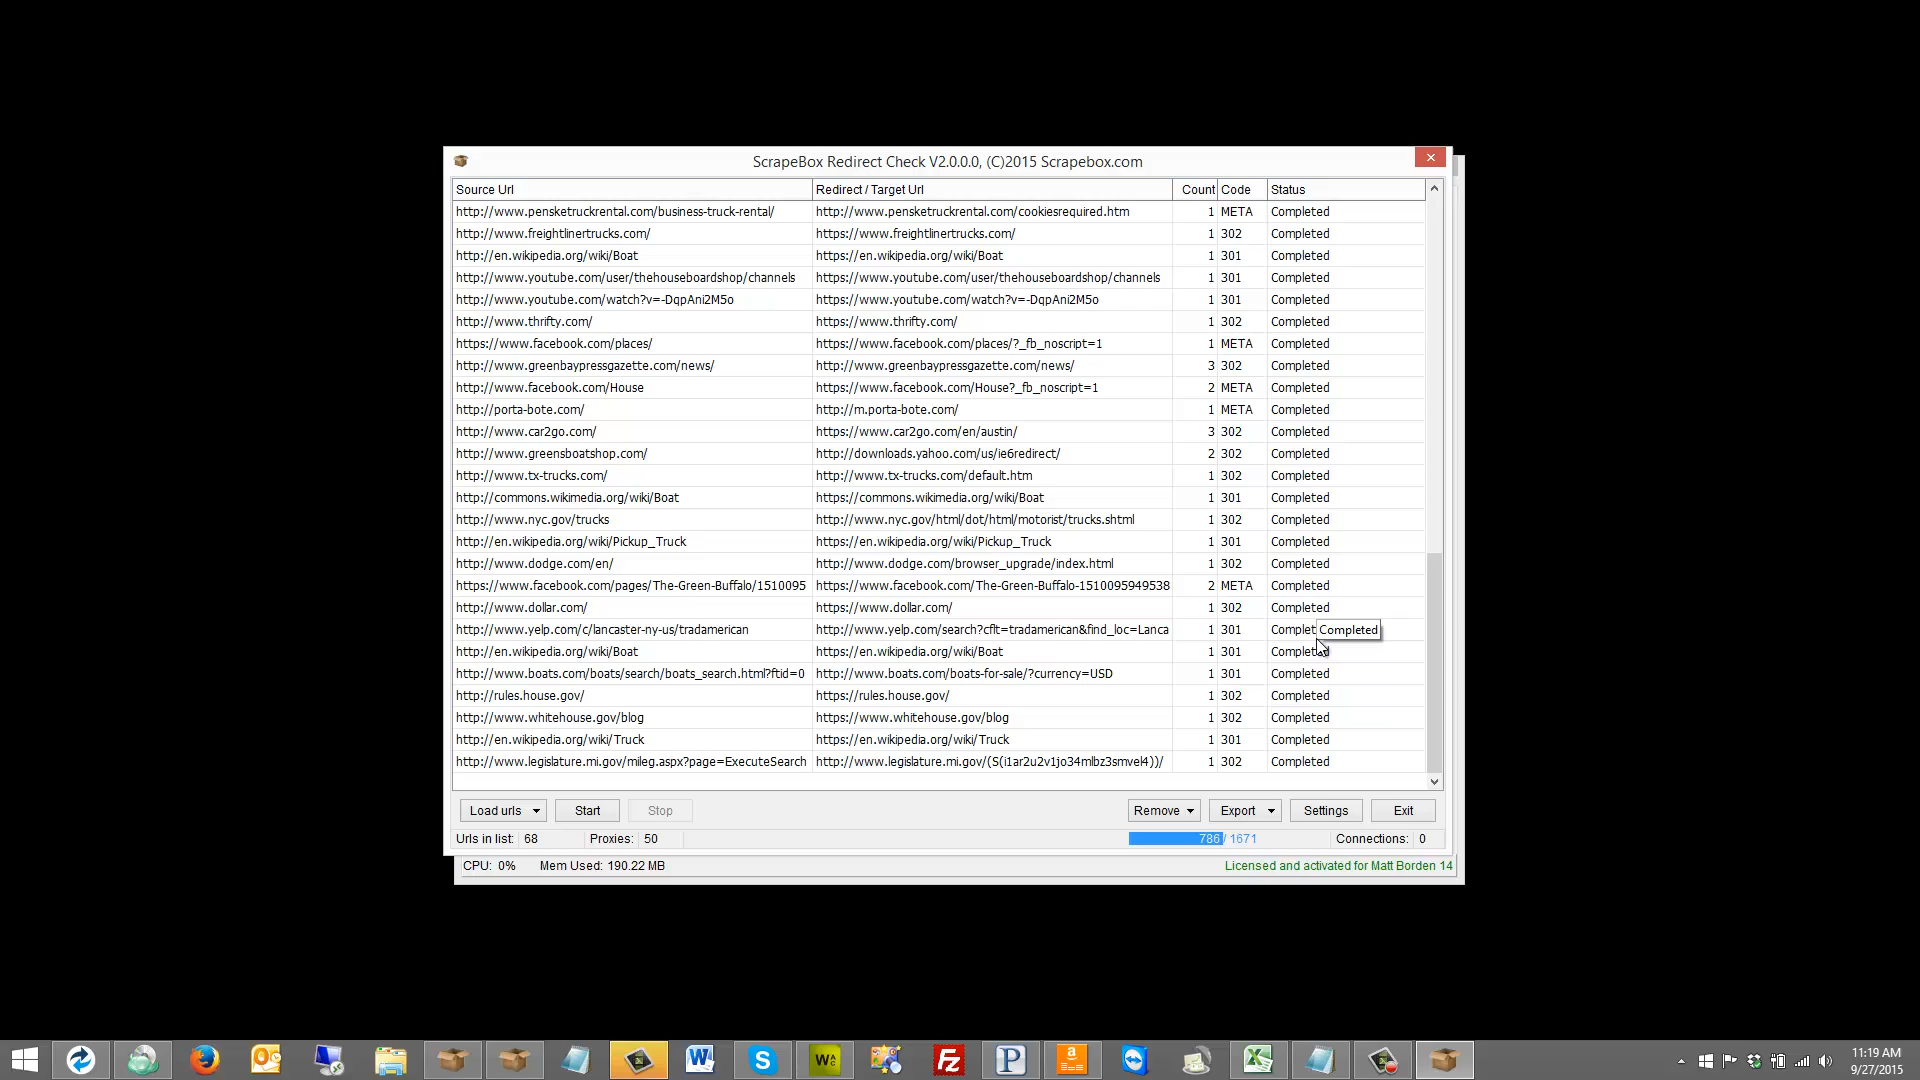 ScrapeBox Redirect Check V2.0.0.0, (C)2015 Scrapebox.com
Source Url Redirect / Target Url Count Code Status
http://www.pensketruckrental.com/business-truck-rental/ http://www.pensketruckrental.com/cookiesrequired.htm 1 META Completed
http://www.freightlinertrucks.com/ https://www.freightlinertrucks.com/ 1 302 Completed
http://en.wikipedia.org/wiki/Boat https://en.wikipedia.org/wiki/Boat 1 301 Completed
http://www.youtube.com/user/thehouseboardshop/channels https://www.youtube.com/user/thehouseboardshop/channels 1 301 Completed
http://www.youtube.com/watch?v=-DqpAni2M5o https://www.youtube.com/watch?v=-DqpAni2M5o 1 301 Completed
http://www.thrifty.com/ https://www.thrifty.com/ 1 302 Completed
https://www.facebook.com/places/ https://www.facebook.com/places/?_fb_noscript=1 1 META Completed
http://www.greenbaypressgazette.com/news/ http://www.greenbaypressgazette.com/news/ 3 302 Completed
http://www.facebook.com/House https://www.facebook.com/House?_fb_noscript=1 2 META Completed
http://porta-bote.com/ http://m.porta-bote.com/ 1 META Completed
http://www.car2go.com/ https://www.car2go.com/en/austin/ 3 302 Completed
http://www.greensboatshop.com/ http://downloads.yahoo.com/us/ie6redirect/ 2 302 Completed
http://www.tx-trucks.com/ http://www.tx-trucks.com/default.htm 1 302 Completed
http://commons.wikimedia.org/wiki/Boat https://commons.wikimedia.org/wiki/Boat 1 301 Completed
http://www.nyc.gov/trucks http://www.nyc.gov/html/dot/html/motorist/trucks.shtml 1 302 Completed
http://en.wikipedia.org/wiki/Pickup_Truck https://en.wikipedia.org/wiki/Pickup_Truck 1 301 Completed
http://www.dodge.com/en/ http://www.dodge.com/browser_upgrade/index.html 1 302 Completed
https://www.facebook.com/pages/The-Green-Buffalo/1510095 https://www.facebook.com/The-Green-Buffalo-1510095949538 2 META Completed
http://www.dollar.com/ https://www.dollar.com/ 1 302 Completed
http://www.yelp.com/c/lancaster-ny-us/tradamerican http://www.yelp.com/search?cflt=tradamerican&find_loc=Lanca 1 301 Complet Completed
http://en.wikipedia.org/wiki/Boat https://en.wikipedia.org/wiki/Boat 1 301 Completed
http://www.boats.com/boats/search/boats_search.html?ftid=0 http://www.boats.com/boats-for-sale/?currency=USD 1 301 Completed
http://rules.house.gov/ https://rules.house.gov/ 1 302 Completed
http://www.whitehouse.gov/blog https://www.whitehouse.gov/blog 1 302 Completed
http://en.wikipedia.org/wiki/Truck https://en.wikipedia.org/wiki/Truck 1 301 Completed
http://www.legislature.mi.gov/mileg.aspx?page=ExecuteSearch http://www.legislature.mi.gov/(S(i1ar2u2v1jo34mlbz3smvel4))/ 1 302 Completed
Load urls Start Stop Remove Export Settings Exit
Urls in list: 68 Proxies: 50 786 / 1671 Connections: 0
CPU: 0% Mem Used: 190.22 MB Licensed and activated for Matt Borden 14
11:19 AM
9/27/2015